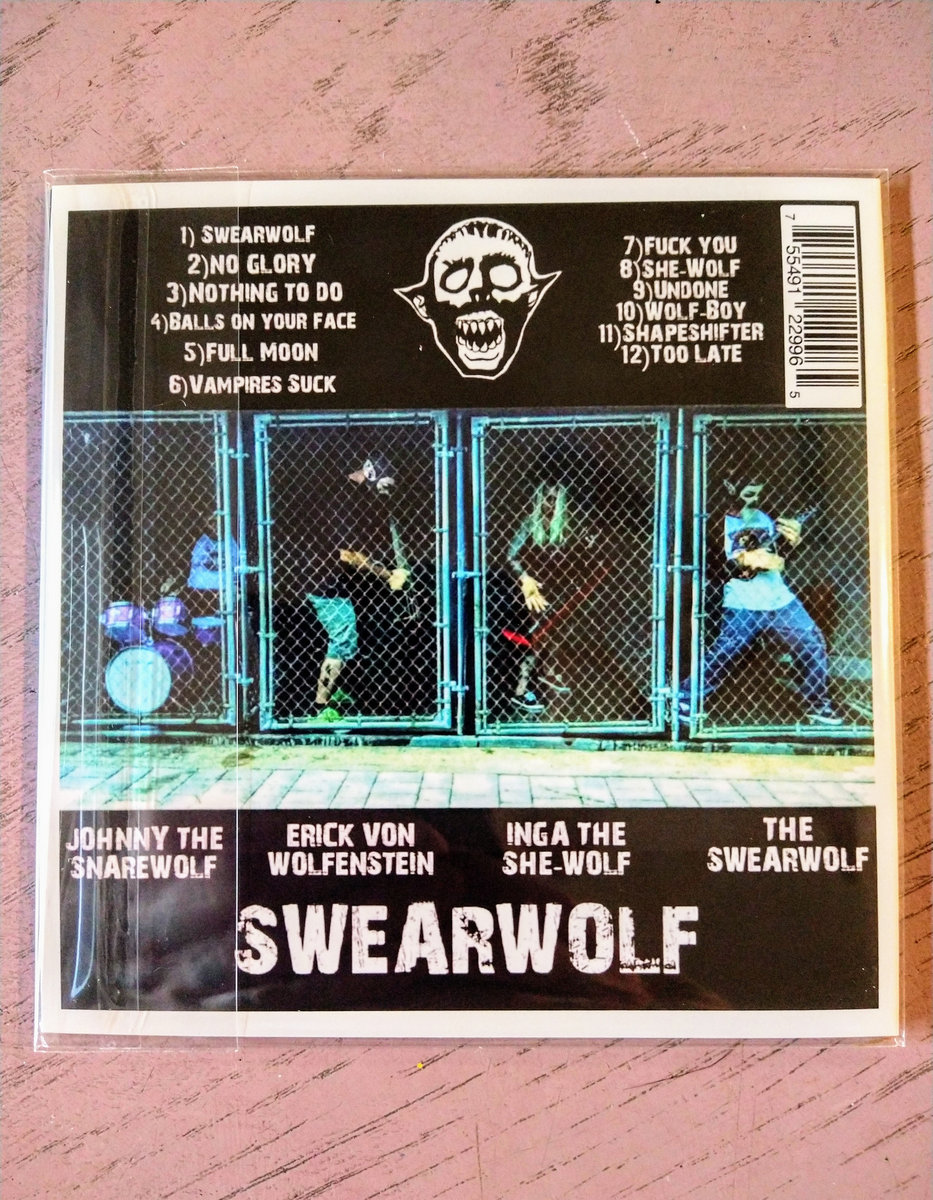 1) SWEARWOLF
2)NO GLORY
3)NOTHING TO DO
4)BALLS ON YOUR FACE
5)FULL MOON
6)VAMPIRES SUCK
7)FUCK YOU
8)SHE-WOLF
9)UNDONE
10)WOLF-BOY
11)SHAPESHIFTER
12)TOO LATE
7 55491 22996 5
JOHNNY THE
SNAREWOLF
ERICK VON
WOLFENSTEIN
INGA THE
SHE-WOLF
THE
SWEARWOLF
SWEARWOLF